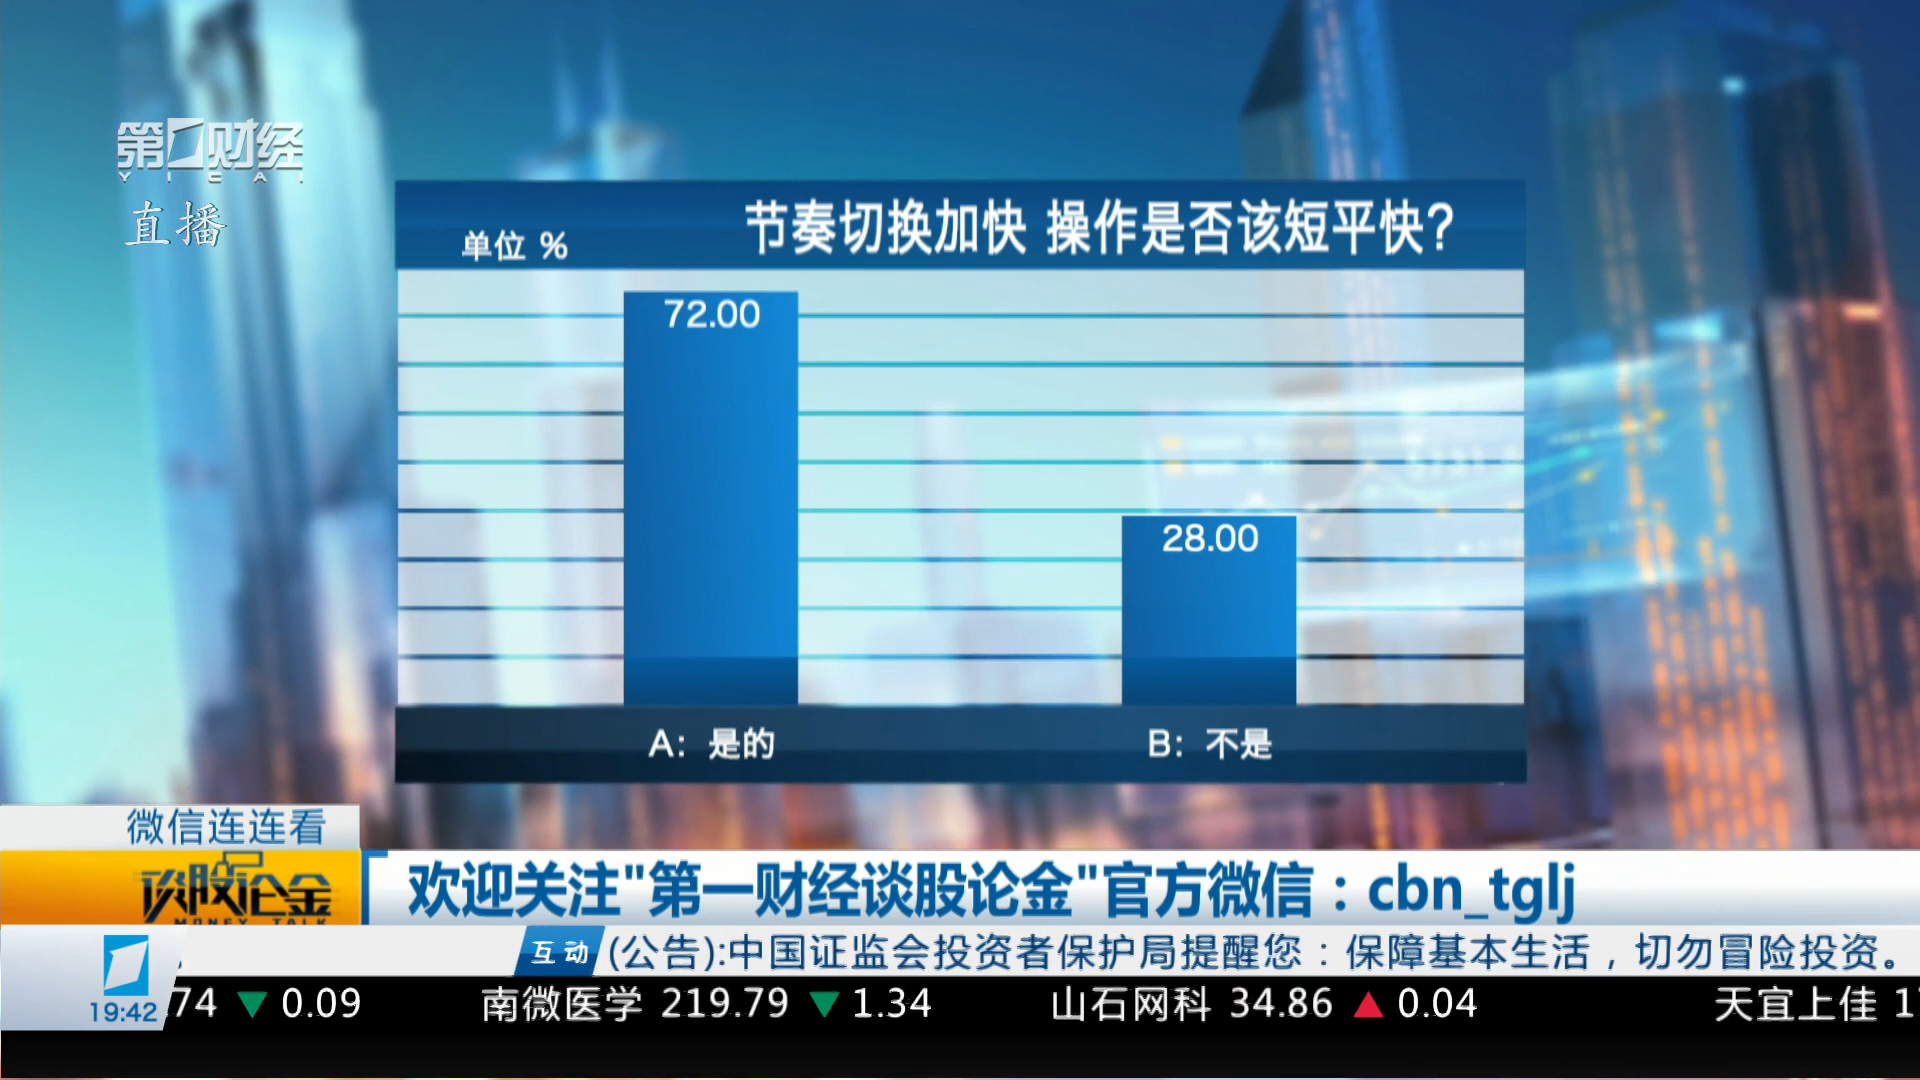 第一财经
YICAI
直播
单位 %
节奏切换加快 操作是否该短平快?
72.00
28.00
A: 是的
B: 不是
微信连连看
谈股论金
MONEY TALK
欢迎关注"第一财经谈股论金"官方微信：cbn_tglj
互动 (公告):中国证监会投资者保护局提醒您：保障基本生活，切勿冒险投资。
19:42
74 ▼ 0.09 南微医学 219.79 ▼ 1.34 山石网科 34.86 ▲ 0.04 天宜上佳